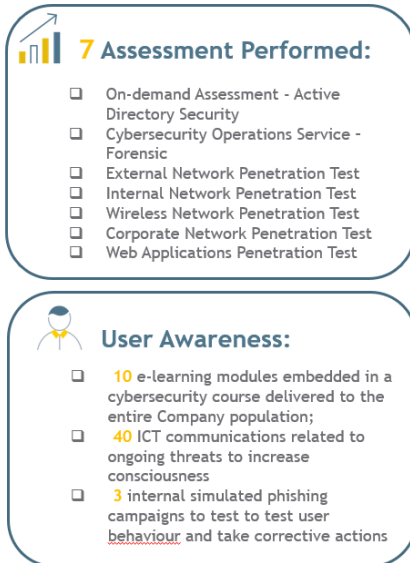 7 Assessment Performed:
❑ On-demand Assessment - Active
Directory Security
❑ Cybersecurity Operations Service -
Forensic
❑ External Network Penetration Test
❑ Internal Network Penetration Test
❑ Wireless Network Penetration Test
❑ Corporate Network Penetration Test
❑ Web Applications Penetration Test
User Awareness:
❑ 10 e-learning modules embedded in a
cybersecurity course delivered to the
entire Company population;
❑ 40 ICT communications related to
ongoing threats to increase
consciousness
❑ 3 internal simulated phishing
campaigns to test to test user
behaviour and take corrective actions